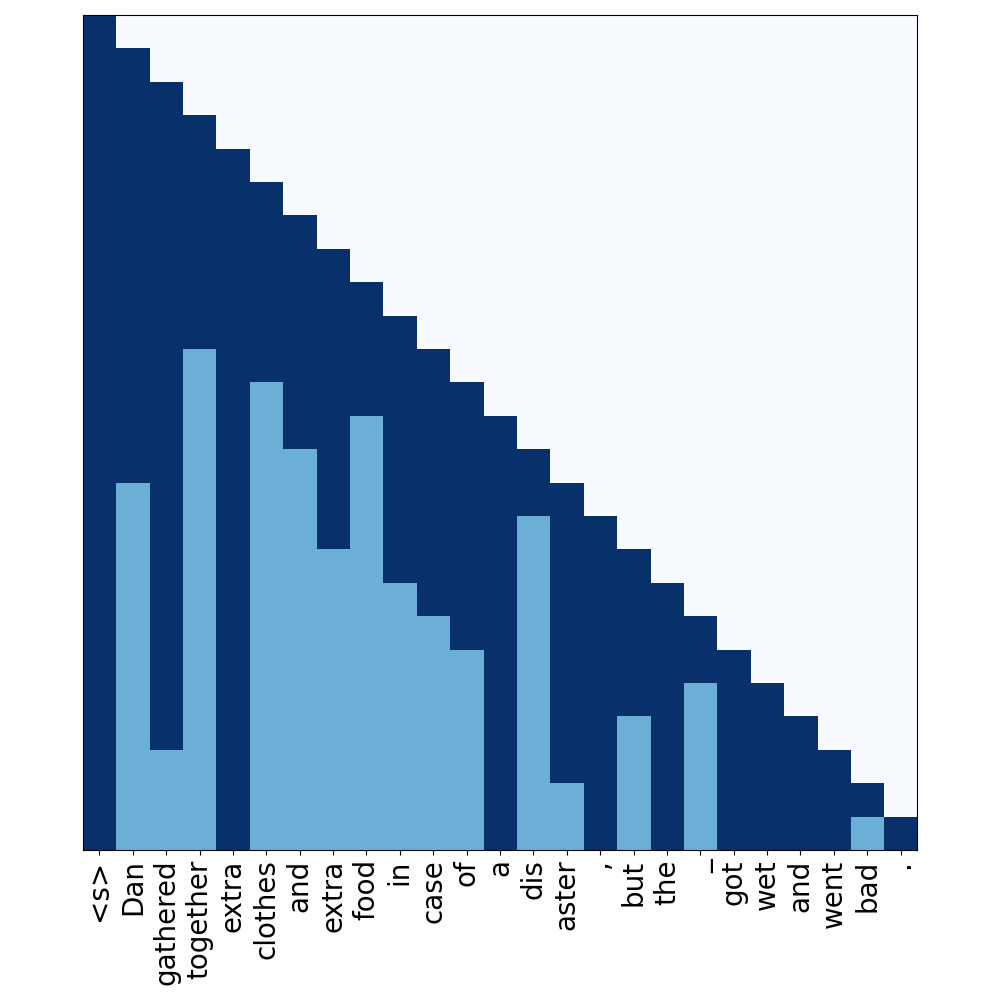 <s> Dan gathered together extra clothes and extra food in case of a dis aster , but the _ got wet and went bad .